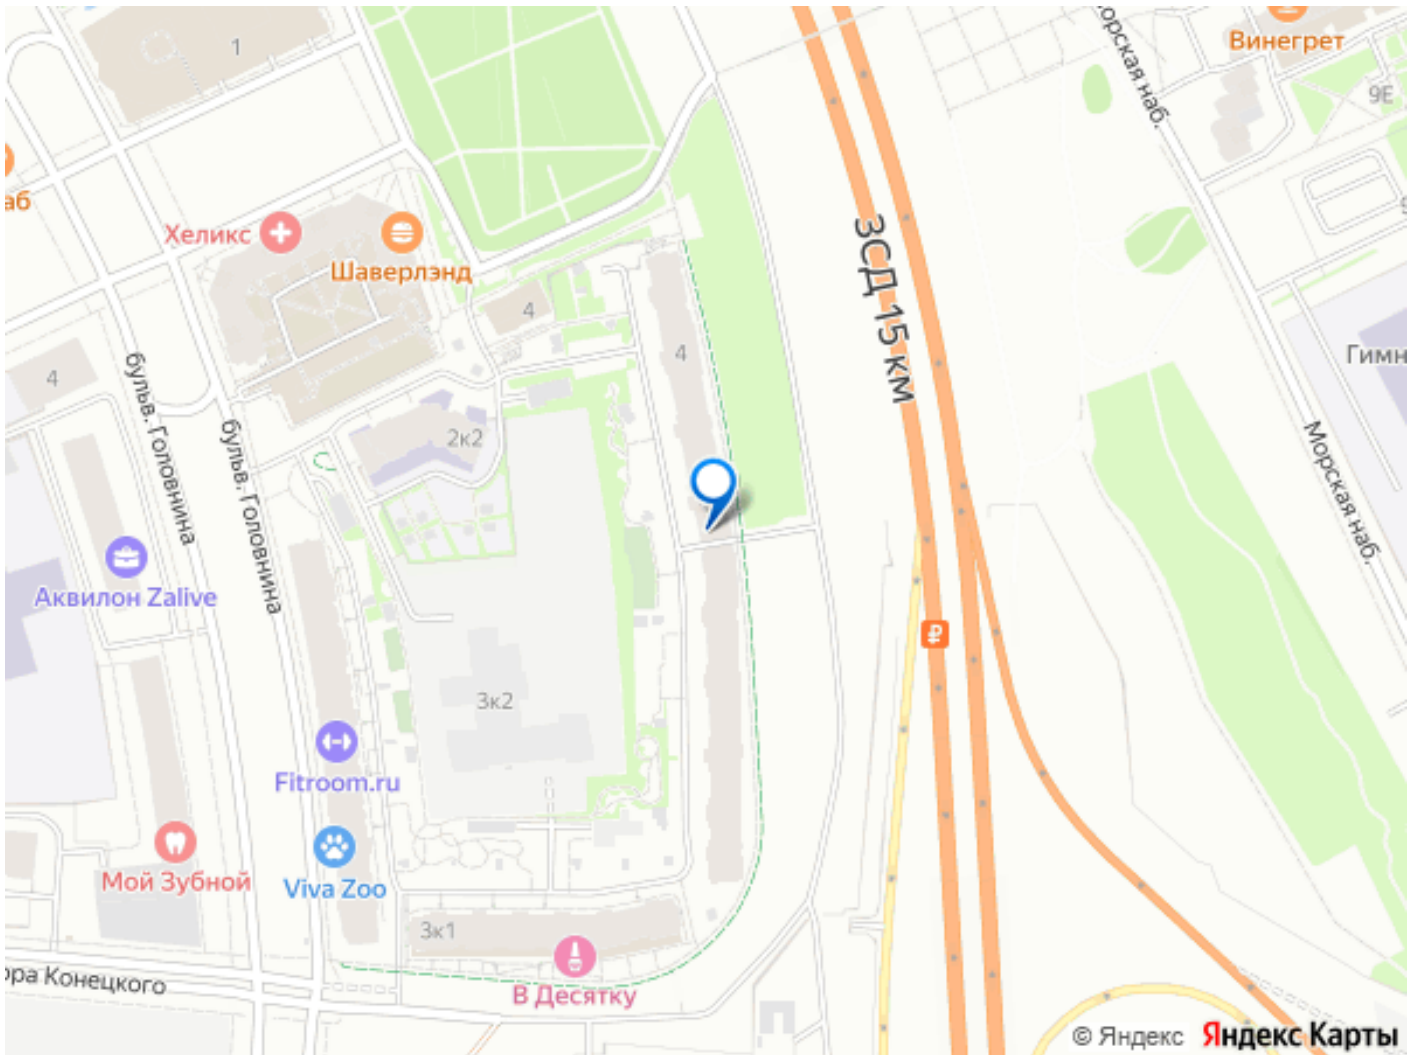 1
Винегрет
9Е
орская наб.
аб
Хеликс
Шаверлэнд
ЗСД 15 км
4
4
4
Гимн
бульв. Головнина
бульв. Головнина
2к2
Морская наб.
Аквилон Zalive
₽
3к2
Fitroom.ru
Мой Зубной
Viva Zoo
3к1
ора Конецкого
В Десятку
© Яндекс Яндекс Карты